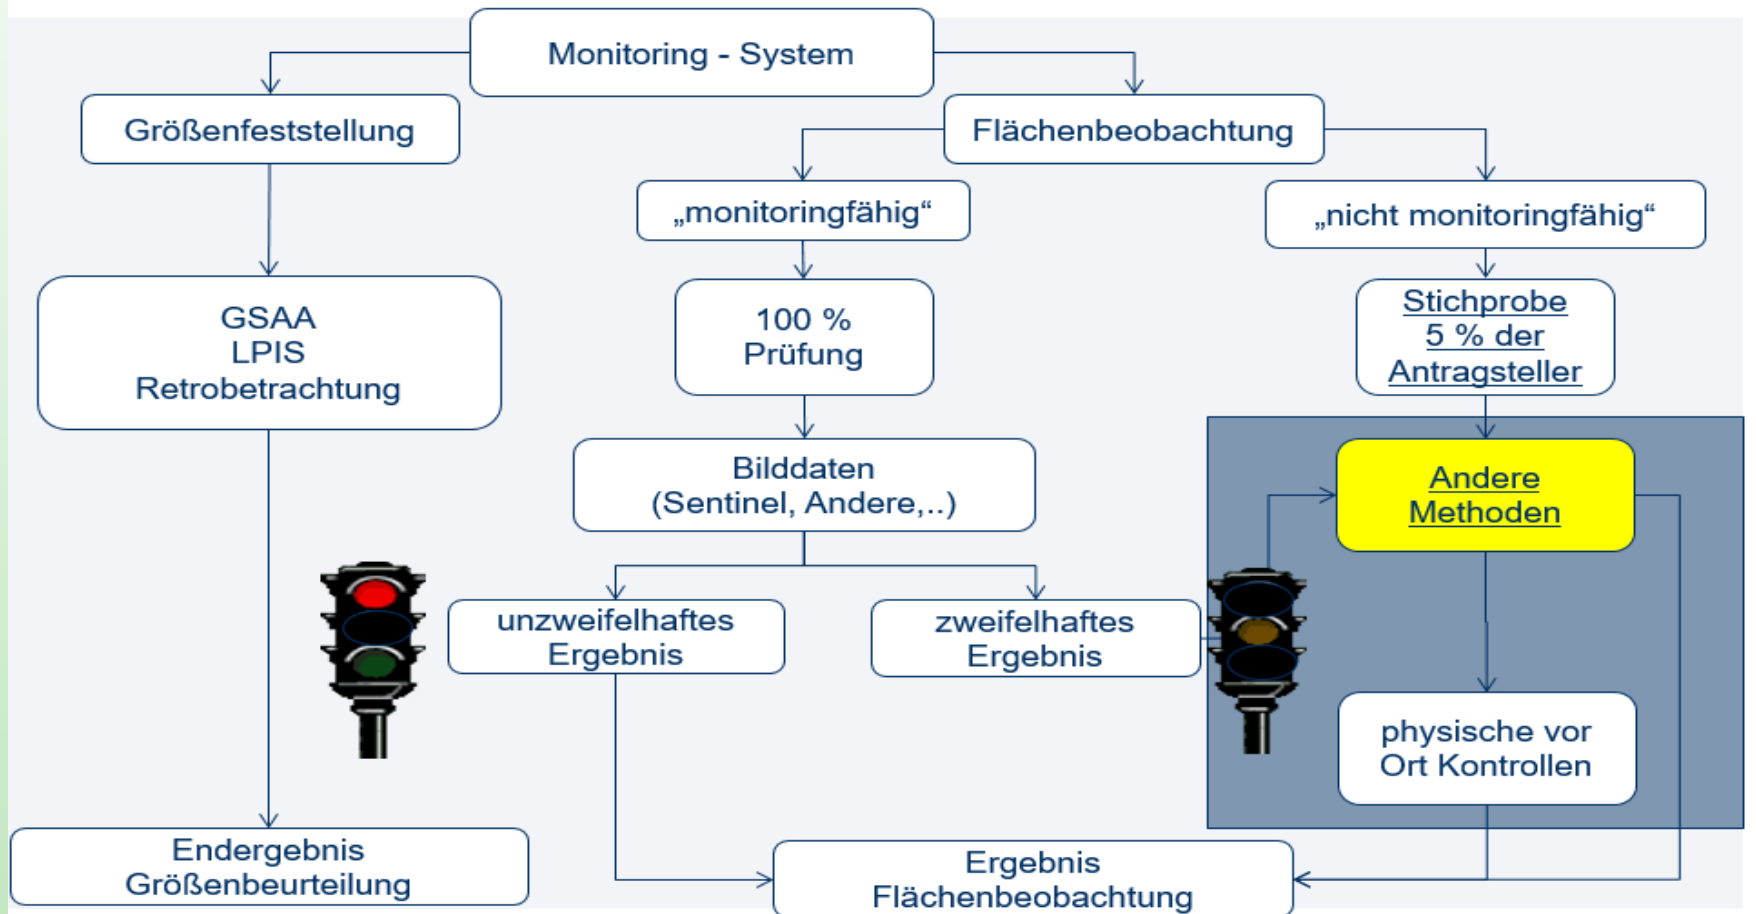 Monitoring - System
Größenfeststellung
Flächenbeobachtung
„monitoringfähig“
„nicht monitoringfähig“
GSAA
LPIS
Retrobetrachtung
100 %
Prüfung
Stichprobe
5 % der
Antragsteller
Bilddaten
(Sentinel, Andere,..)
Andere
Methoden
unzweifelhaftes
Ergebnis
zweifelhaftes
Ergebnis
physische vor
Ort Kontrollen
Endergebnis
Größenbeurteilung
Ergebnis
Flächenbeobachtung